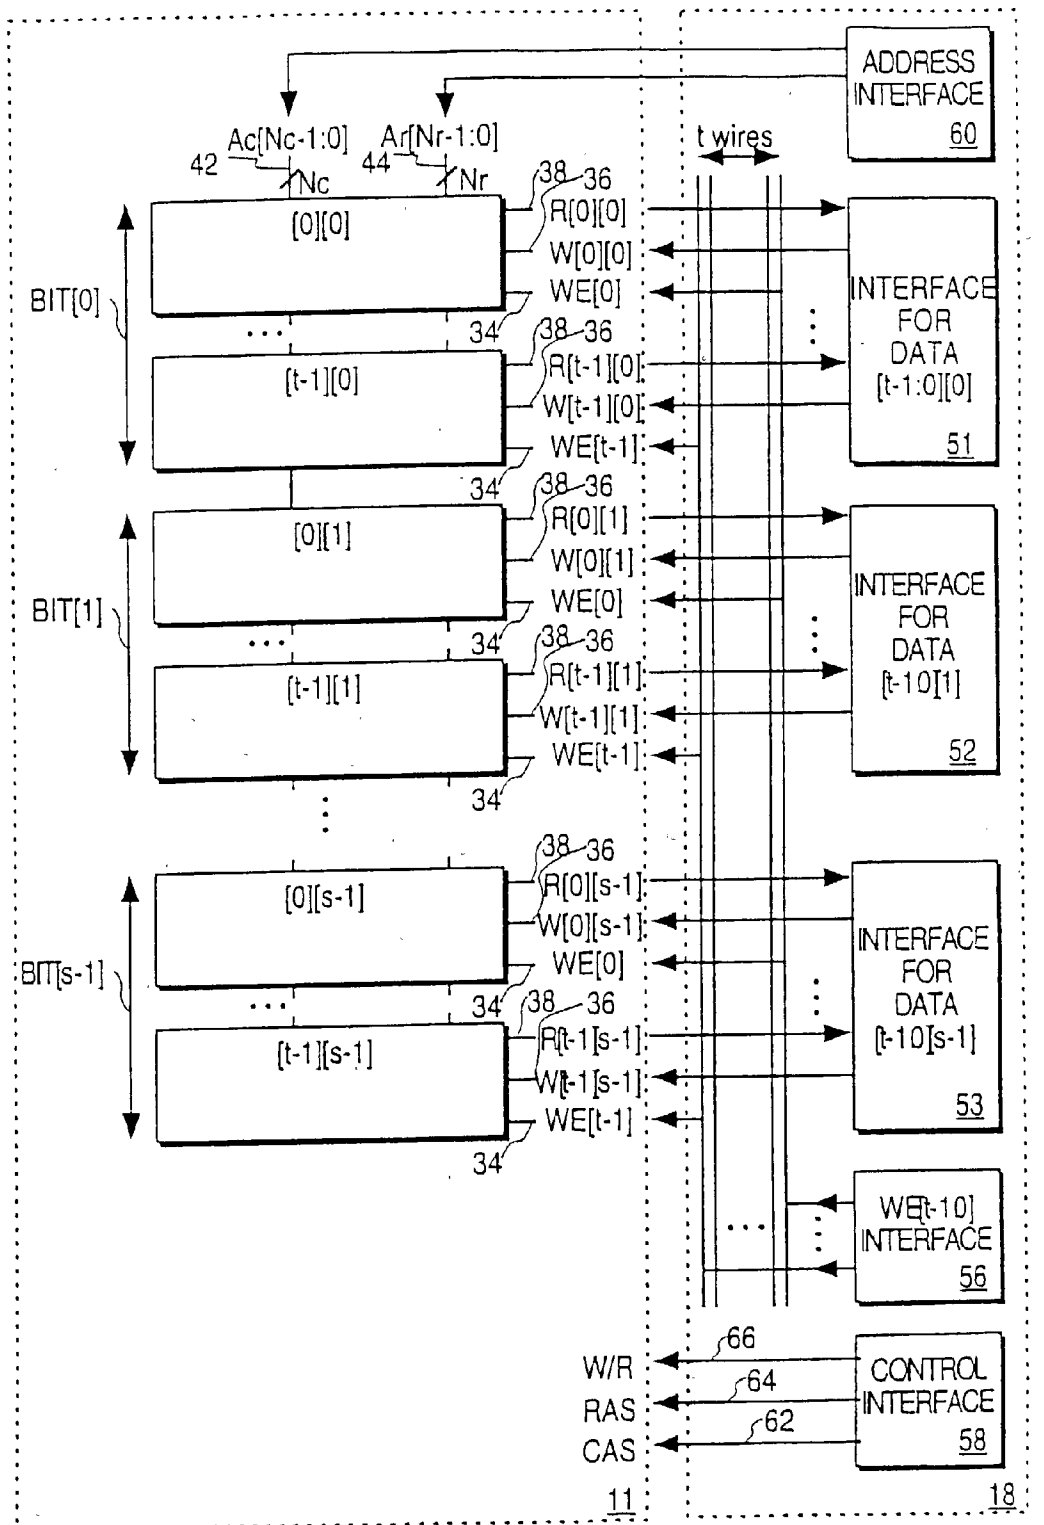 ADDRESS
INTERFACE
60
Ac[Nc-1:0]
Ar[Nr-1:0]
t wires
42
Nc
44
Nr
38
36
[0][0]
R[0][0]
W[0][0]
WE[0]
34
BIT[0]
INTERFACE
FOR
DATA
[t-1:0][0]
51
38
36
[t-1][0]
R[t-1][0]
W[t-1][0]
WE[t-1]
34
38
36
[0][1]
R[0][1]
W[0][1]
WE[0]
34
BIT[1]
INTERFACE
FOR
DATA
[t-10][1]
52
38
36
[t-1][1]
R[t-1][1]
W[t-1][1]
WE[t-1]
34
38
36
[0][s-1]
R[0][s-1]
W[0][s-1]
WE[0]
34
BIT[s-1]
INTERFACE
FOR
DATA
[t-10][s-1]
53
38
36
[t-1][s-1]
R[t-1][s-1]
W[t-1][s-1]
WE[t-1]
34
WE[t-10]
INTERFACE
56
W/R
66
RAS
64
CAS
62
CONTROL
INTERFACE
58
11
18